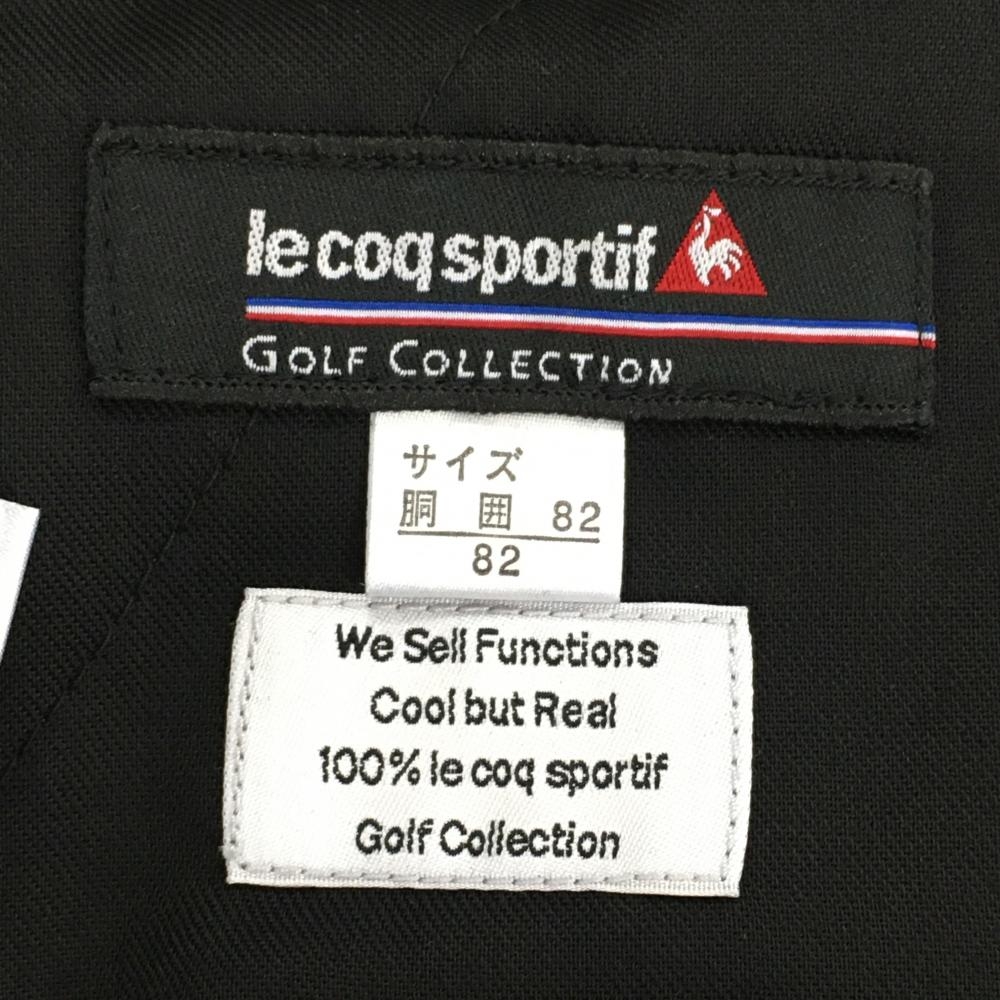 le coq sportif
GOLF COLLECTION
サイズ
胴 囲 82
82
We Sell Functions
Cool but Real
100% le coq sportif
Golf Collection